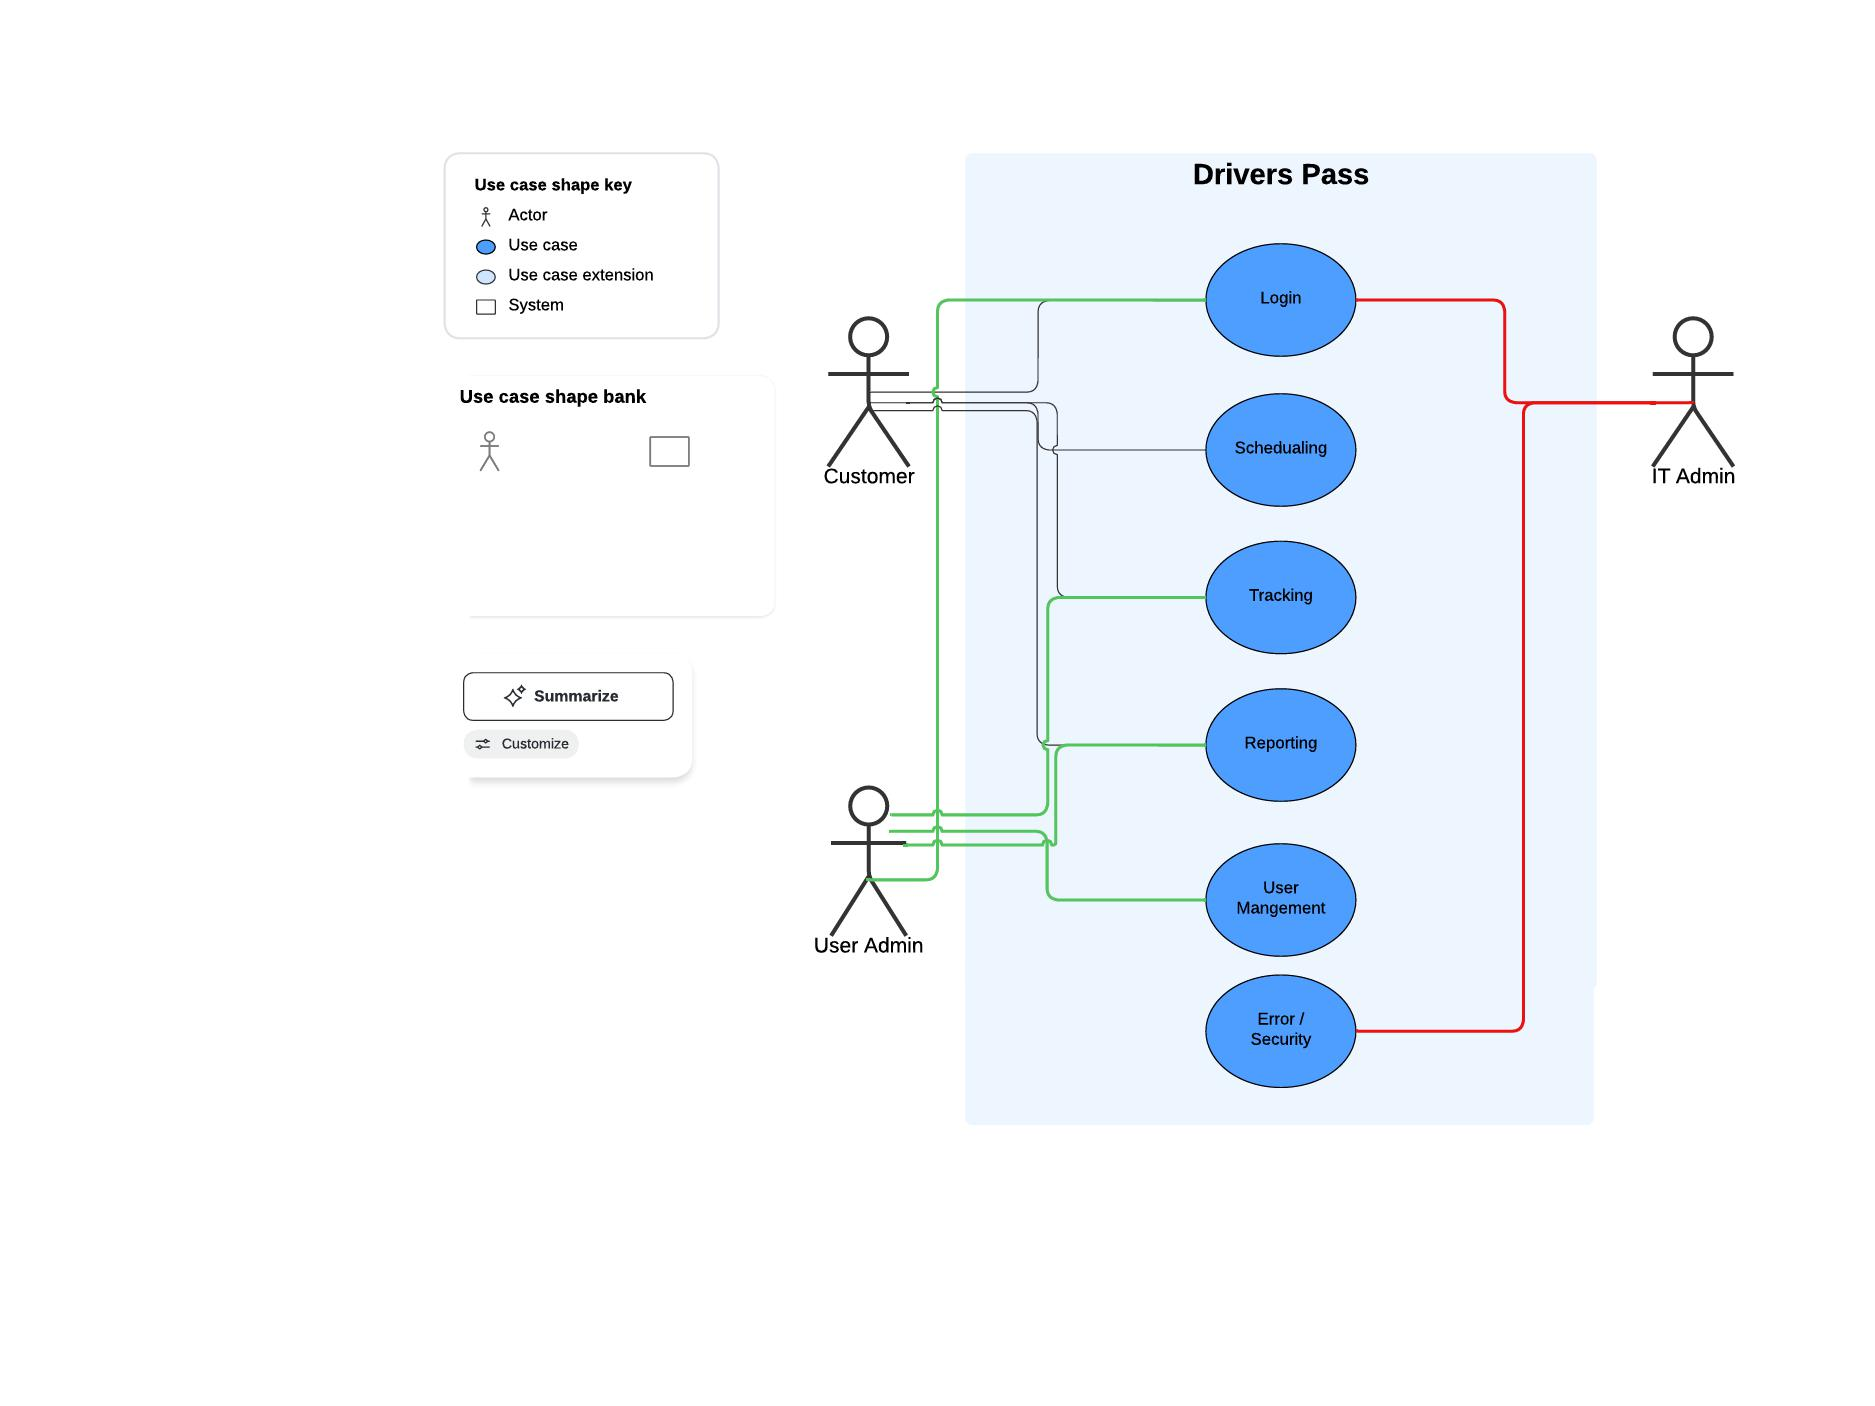 Use case shape key
Actor
Use case
Use case extension
System
Use case shape bank
Summarize
Customize
Drivers Pass
Login
Schedualing
Tracking
Reporting
User
Mangement
Error /
Security
Customer
User Admin
IT Admin